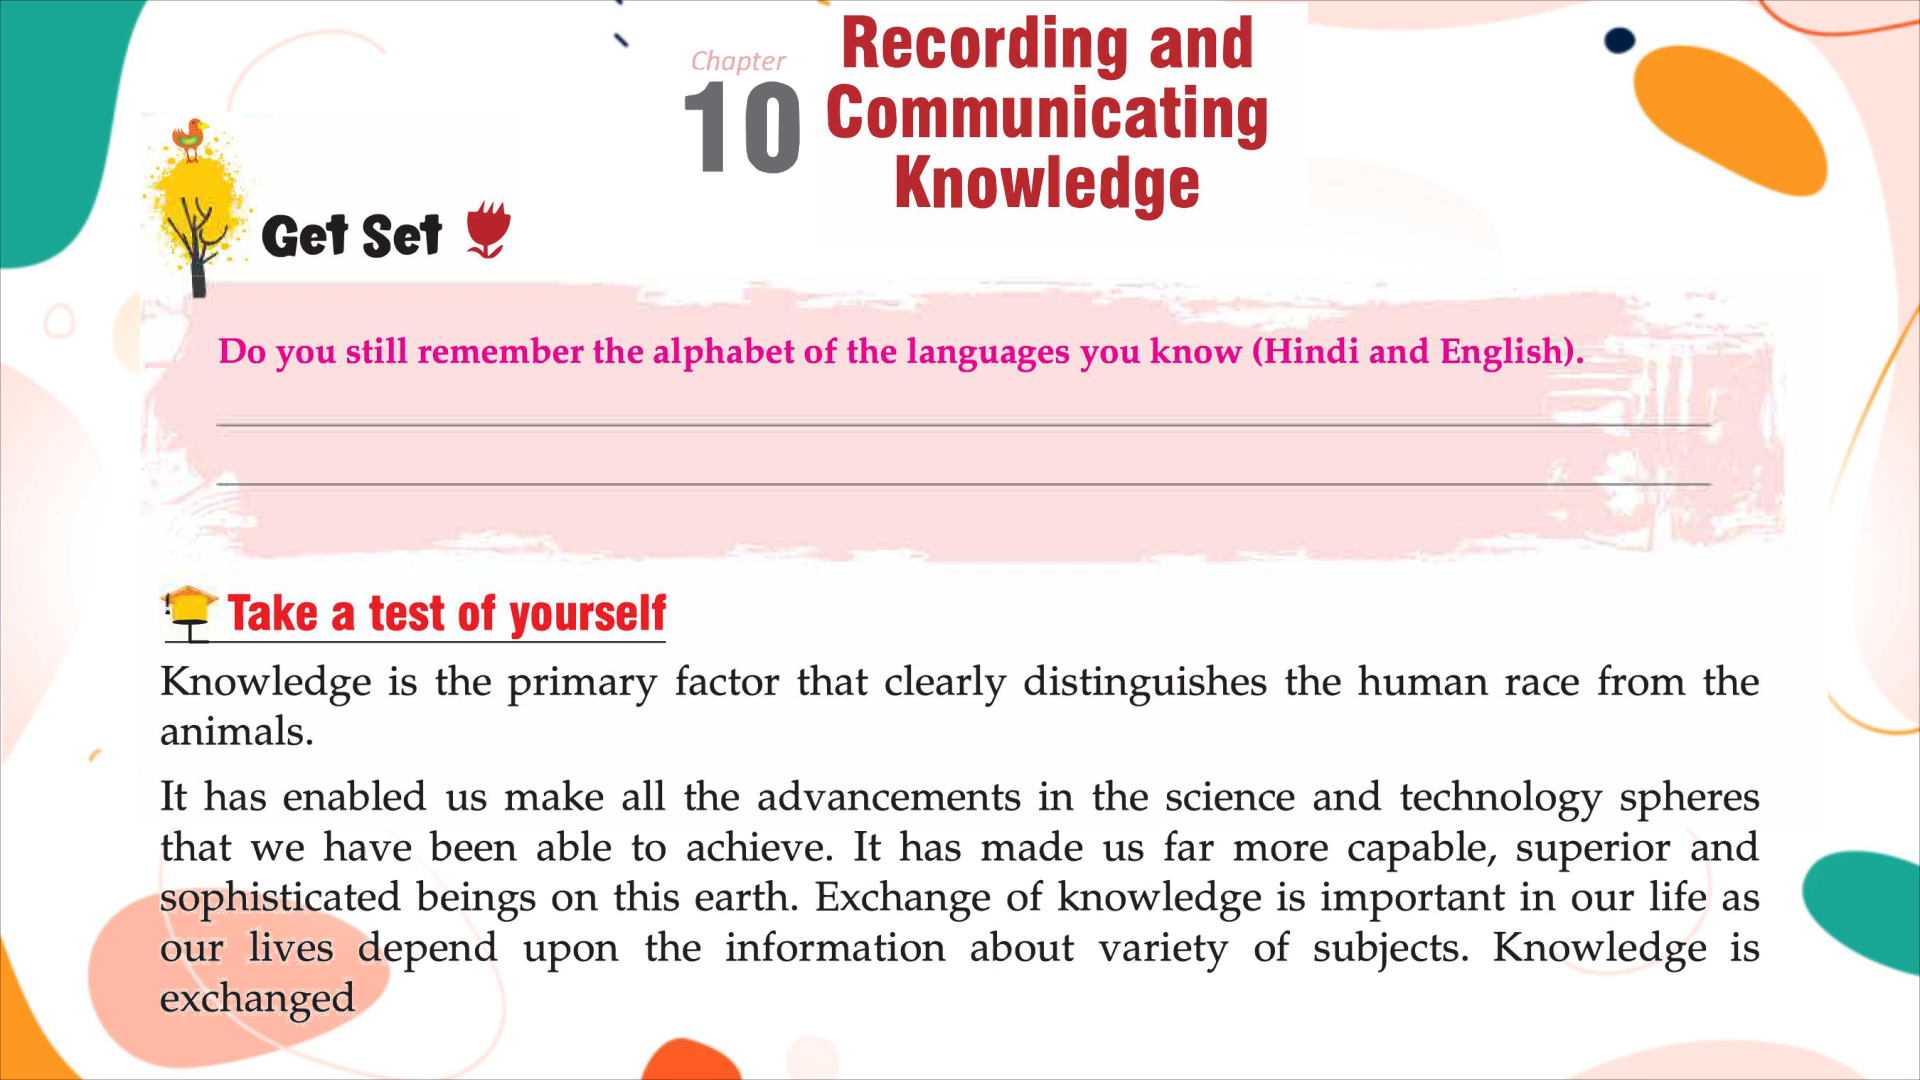 Chapter
10
Recording and
Communicating
Knowledge
Get Set
Do you still remember the alphabet of the languages you know (Hindi and English).
Take a test of yourself
Knowledge is the primary factor that clearly distinguishes the human race from the
animals.
It has enabled us make all the advancements in the science and technology spheres
that we have been able to achieve. It has made us far more capable, superior and
sophisticated beings on this earth. Exchange of knowledge is important in our life as
our lives depend upon the information about variety of subjects. Knowledge is
exchanged